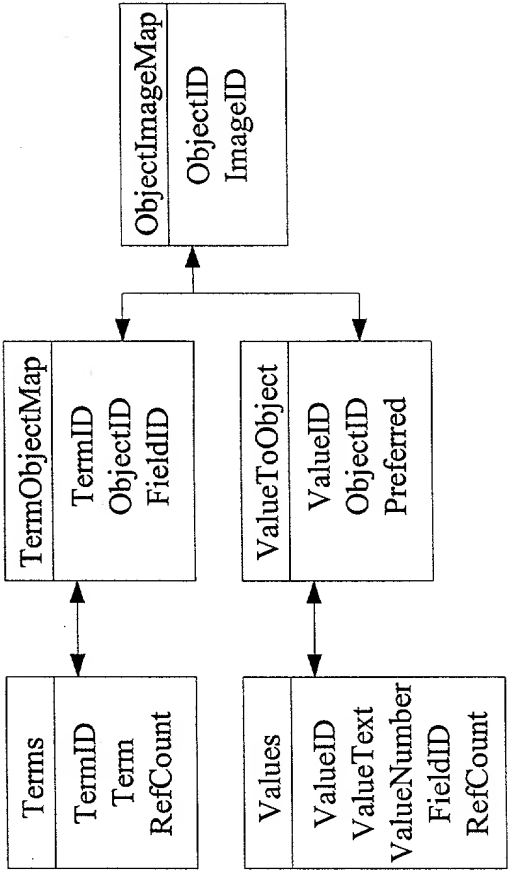 Terms
TermID
Term
RefCount
TermObjectMap
TermID
ObjectID
FieldID
ObjectImageMap
ObjectID
ImageID
Values
ValueID
ValueText
ValueNumber
FieldID
RefCount
ValueToObject
ValueID
ObjectID
Preferred